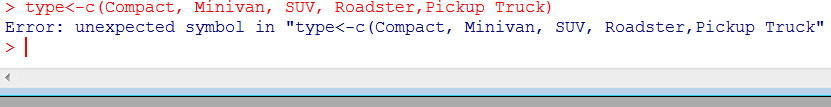 > type<-c(Compact, Minivan, SUV, Roadster,Pickup Truck)
Error: unexpected symbol in "type<-c(Compact, Minivan, SUV, Roadster,Pickup Truck"
>